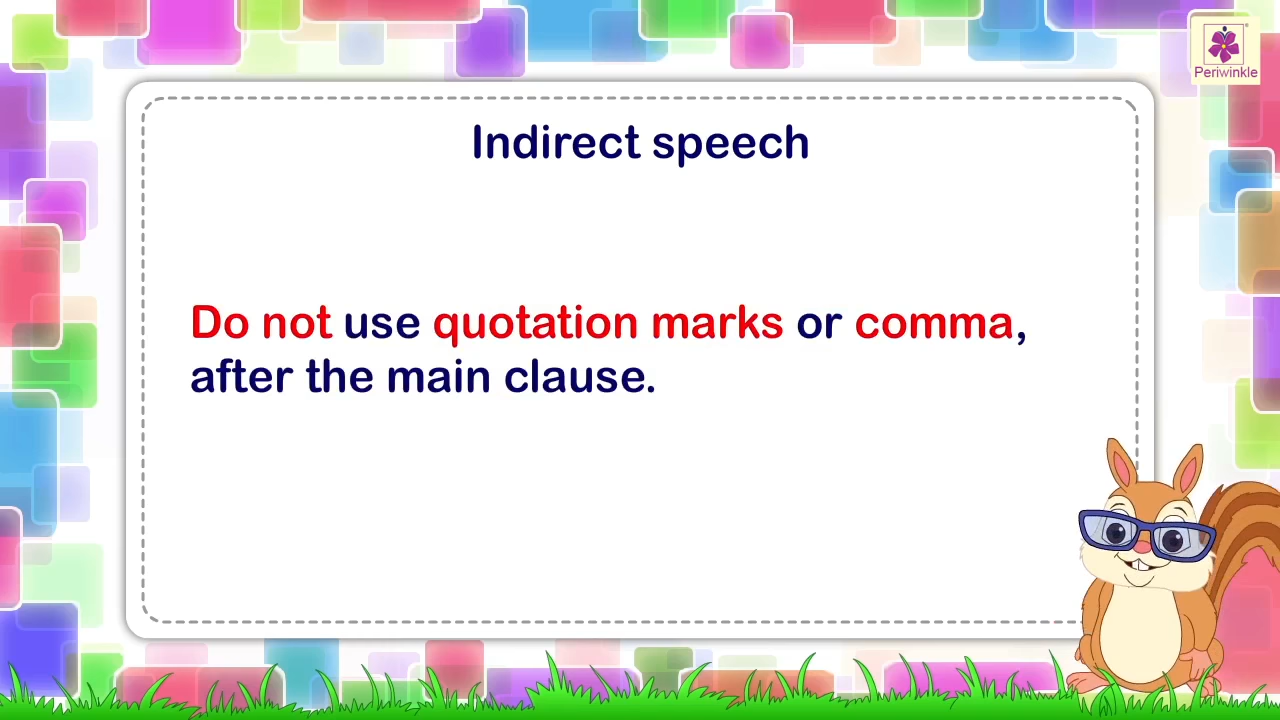 Periwinkle
Indirect speech
Do not use quotation marks or comma,
after the main clause.